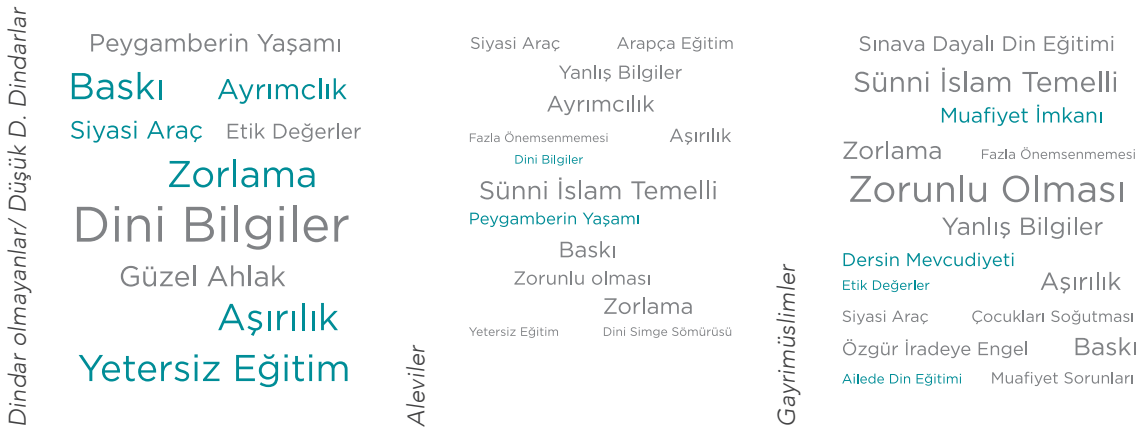 Dindar olmayanlar/ Düşük D. Dindarlar
Peygamberin Yaşamı
Baskı Ayrımclık
Siyasi Araç Etik Değerler
Zorlama
Dini Bilgiler
Güzel Ahlak
Aşırılık
Yetersiz Eğitim
Aleviler
Siyasi Araç Arapça Eğitim
Yanlış Bilgiler
Ayrımcılık
Fazla Önemsenmemesi Aşırılık
Dini Bilgiler
Sünni İslam Temelli
Peygamberin Yaşamı
Baskı
Zorunlu olması
Zorlama
Yetersiz Eğitim Dini Simge Sömürüsü
Gayrimüslimler
Sınava Dayalı Din Eğitimi
Sünni İslam Temelli
Muafiyet İmkanı
Zorlama Fazla Önemsenmemesi
Zorunlu Olması
Yanlış Bilgiler
Dersin Mevcudiyeti
Etik Değerler Aşırılık
Siyasi Araç Çocukları Soğutması
Özgür İradeye Engel Baskı
Ailede Din Eğitimi Muafiyet Sorunları